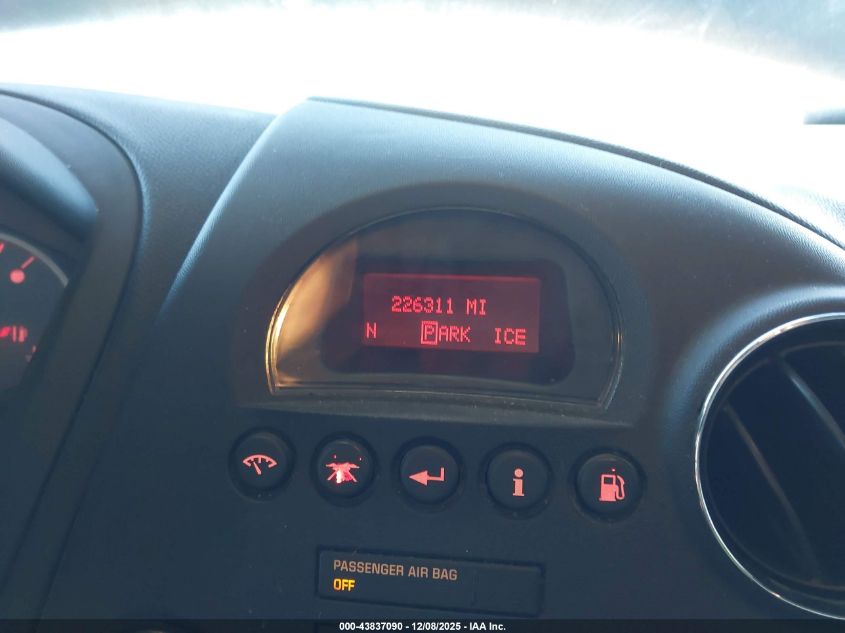 226311 MI
N PARK ICE
i
PASSENGER AIR BAG
OFF
000-43837090 - 12/08/2025 - IAA Inc.